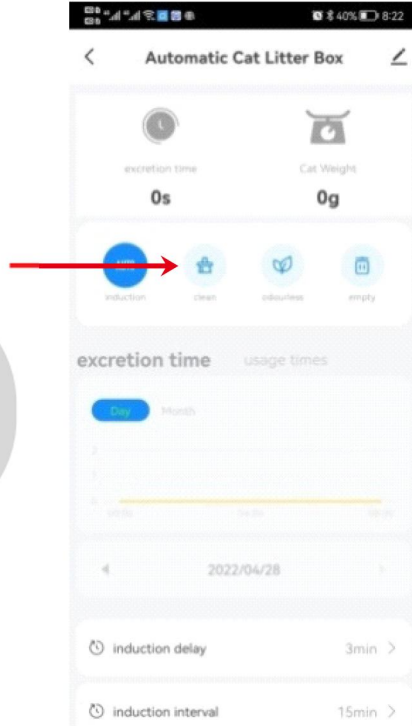 40% 8:22
Automatic Cat Litter Box
excretion time Cat Weight
0s 0g
induction clean odourless empty
excretion time usage times
Day Month
2022/04/28
induction delay 3min
induction interval 15min